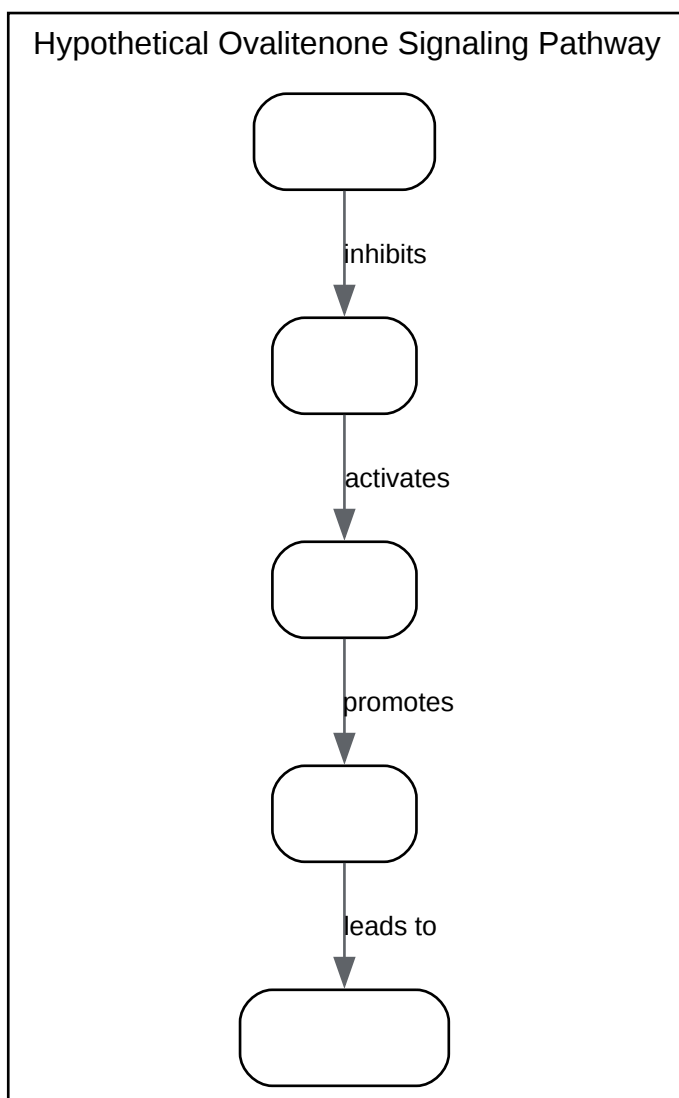 Hypothetical Ovalitenone Signaling Pathway
inhibits
activates
promotes
leads to